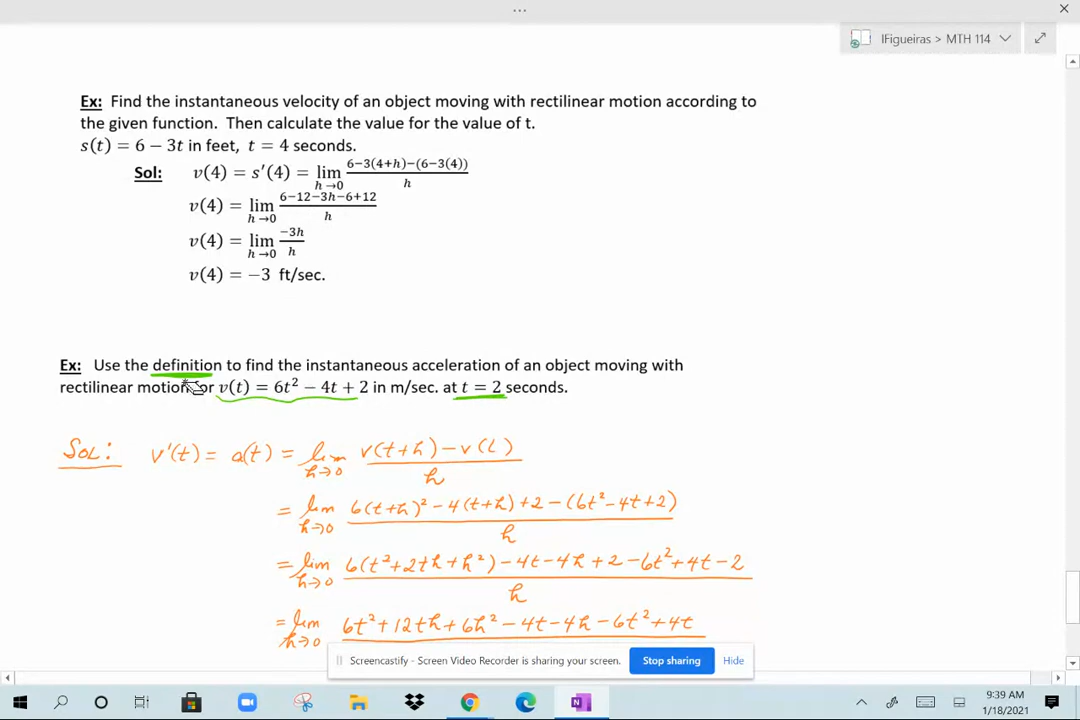 IFigueiras > MTH 114
Ex: Find the instantaneous velocity of an object moving with rectilinear motion according to
the given function. Then calculate the value for the value of t.
s(t) = 6 − 3t in feet, t = 4 seconds.
Sol: v(4) = s′(4) = lim h→0 6−3(4+h)−(6−3(4)) / h
v(4) = lim h→0 6−12−3h−6+12 / h
v(4) = lim h→0 −3h / h
v(4) = −3 ft/sec.
Ex: Use the definition to find the instantaneous acceleration of an object moving with
rectilinear motion or v(t) = 6t² − 4t + 2 in m/sec. at t = 2 seconds.
Sol: v'(t) = a(t) = lim h→0 v(t+h) − v(t) / h
= lim h→0 6(t+h)² − 4(t+h) + 2 − (6t² − 4t + 2) / h
= lim h→0 6(t² + 2th + h²) − 4t − 4h + 2 − 6t² + 4t − 2 / h
= lim h→0 6t² + 12th + 6h² − 4t − 4h − 6t² + 4t
Screencastify - Screen Video Recorder is sharing your screen. Stop sharing Hide
9:39 AM
1/18/2021